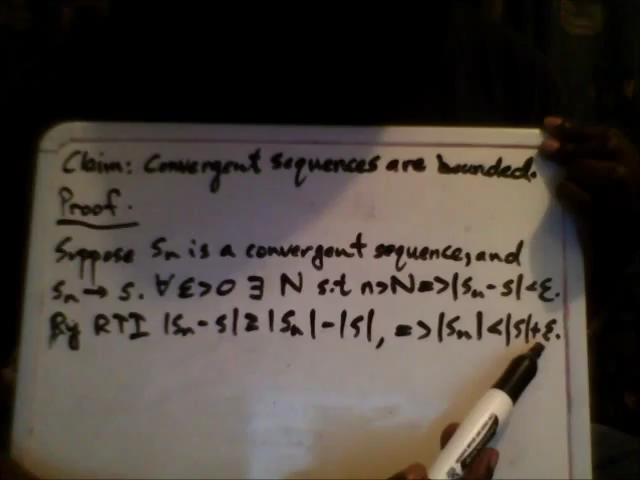 Claim: Convergent sequences are bounded.
Proof.
Suppose Sn is a convergent sequence, and
Sn → s. ∀ ε>0 ∃ N s.t n>N=>|Sn-s|<ε.
By RTI |Sn-s|≥|Sn|-|s|, =>|Sn|<|s|+ε.